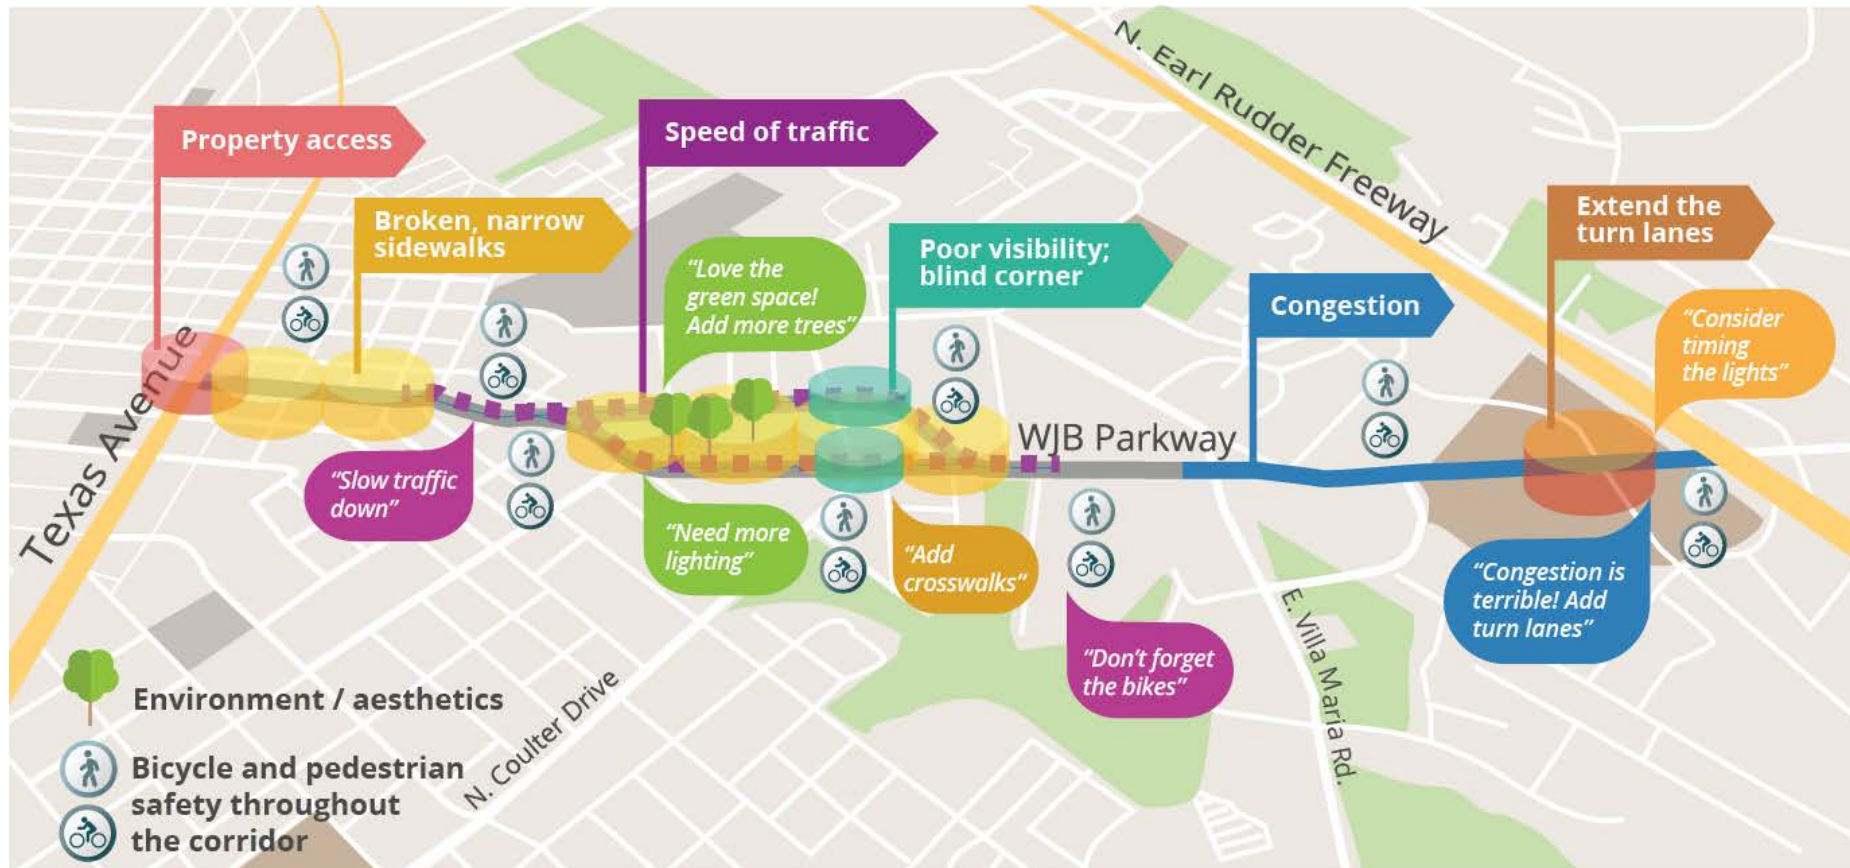 N. Earl Rudder Freeway
Property access
Speed of traffic
Broken, narrow
sidewalks
Extend the
turn lanes
Poor visibility;
blind corner
“Love the
green space!
Add more trees”
Congestion
“Consider
timing
the lights”
Texas Avenue
WJB Parkway
“Slow traffic
down”
“Need more
lighting”
“Add
crosswalks”
“Congestion is
terrible! Add
turn lanes”
“Don’t forget
the bikes”
E. Villa Maria Rd.
N. Coulter Drive
Environment / aesthetics
Bicycle and pedestrian
safety throughout
the corridor